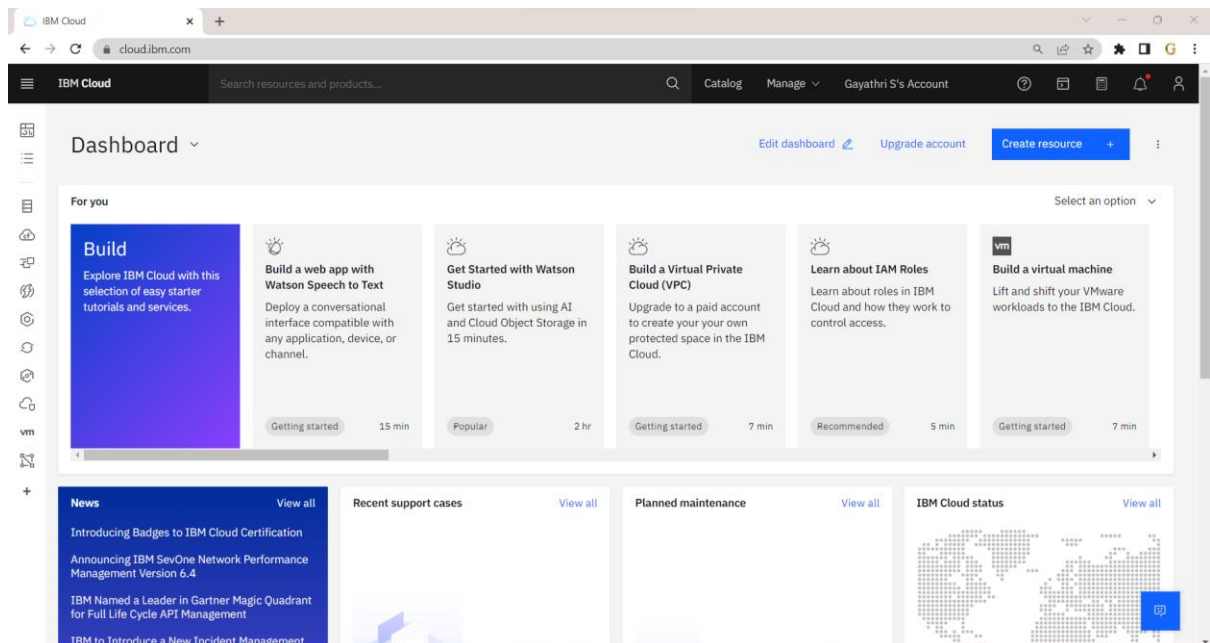 IBM Cloud
cloud.ibm.com
G
IBM Cloud
Search resources and products...
Catalog
Manage
Gayathri S's Account
Dashboard
Edit dashboard
Upgrade account
Create resource +
For you
Select an option
Build
Explore IBM Cloud with this
selection of easy starter
tutorials and services.
Build a web app with
Watson Speech to Text
Deploy a conversational
interface compatible with
any application, device, or
channel.
Getting started
15 min
Get Started with Watson
Studio
Get started with using AI
and Cloud Object Storage in
15 minutes.
Popular
2 hr
Build a Virtual Private
Cloud (VPC)
Upgrade to a paid account
to create your your own
protected space in the IBM
Cloud.
Getting started
7 min
Learn about IAM Roles
Learn about roles in IBM
Cloud and how they work to
control access.
Recommended
5 min
vm
Build a virtual machine
Lift and shift your VMware
workloads to the IBM Cloud.
Getting started
7 min
vm
News
View all
Introducing Badges to IBM Cloud Certification
Announcing IBM SevOne Network Performance
Management Version 6.4
IBM Named a Leader in Gartner Magic Quadrant
for Full Life Cycle API Management
IBM to Introduce a New Incident Management
Recent support cases
View all
Planned maintenance
View all
IBM Cloud status
View all